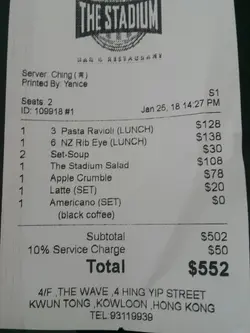 THE STADIUM
BAR & RESTAURANT
Server: Ching (青)
Printed By: Yanice
S1
Seats 2
Jan 25, 18 14:27 PM
ID: 109918 #1
1 3 Pasta Ravioli (LUNCH) $128
1 6 NZ Rib Eye (LUNCH) $138
2 Set-Soup $30
1 The Stadium Salad $108
1 Apple Crumble $78
1 Latte (SET) $20
1 Americano (SET) $0
(black coffee)
Subtotal $502
10% Service Charge $50
Total $552
4/F ,THE WAVE ,4 HING YIP STREET
KWUN TONG ,KOWLOON ,HONG KONG
TEL:93119939